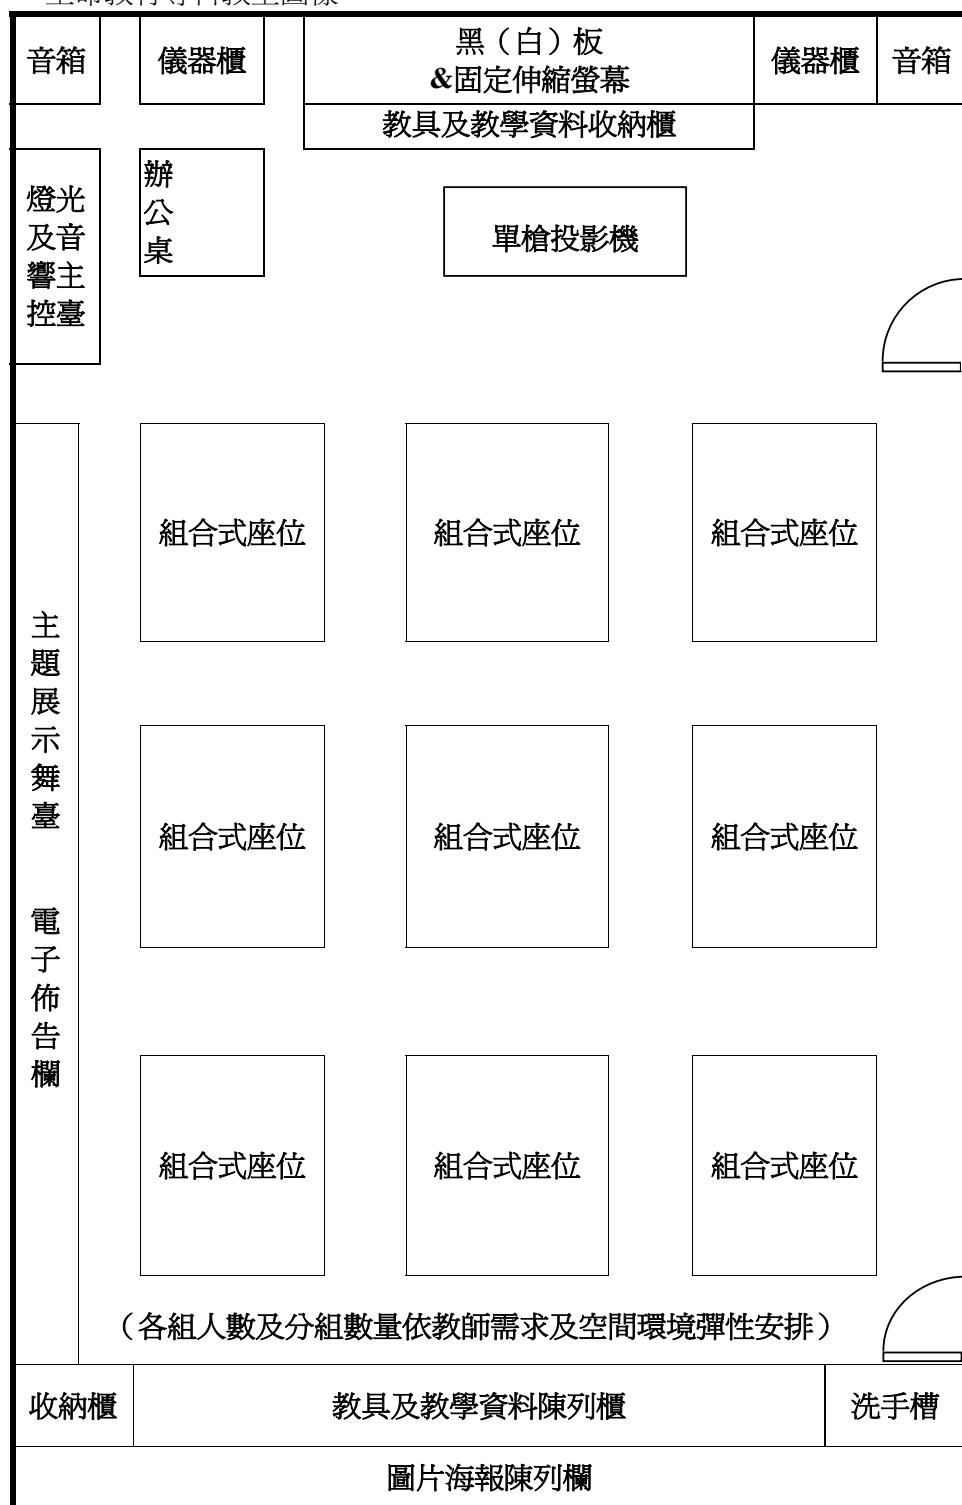 音箱
儀器櫃
黑（白）板
&固定伸縮螢幕
儀器櫃
音箱
教具及教學資料收納櫃
燈光
及音
響主
控臺
辦
公
桌
單槍投影機
組合式座位
組合式座位
組合式座位
主題展示舞臺
電子佈告欄
組合式座位
組合式座位
組合式座位
組合式座位
組合式座位
組合式座位
（各組人數及分組數量依教師需求及空間環境彈性安排）
收納櫃
教具及教學資料陳列櫃
洗手槽
圖片海報陳列欄